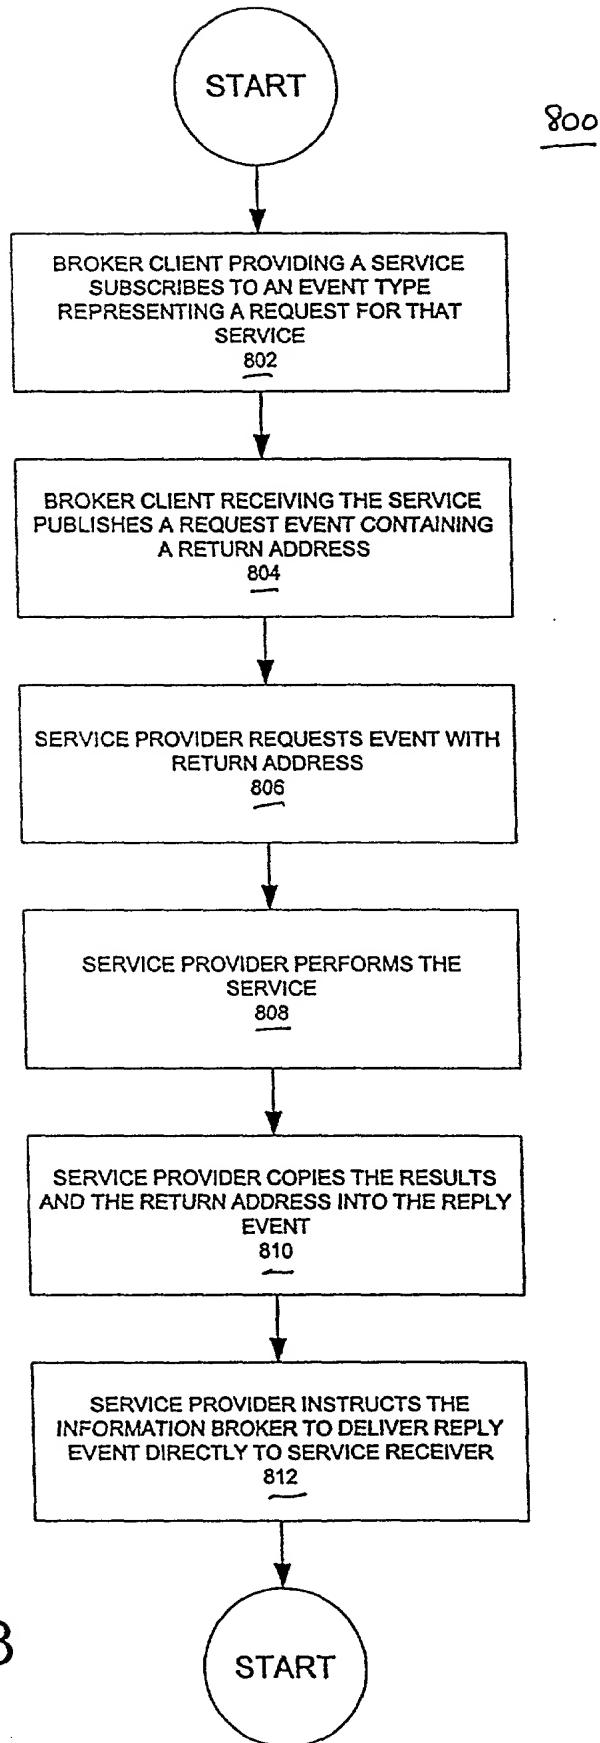 START
800
BROKER CLIENT PROVIDING A SERVICE
SUBSCRIBES TO AN EVENT TYPE
REPRESENTING A REQUEST FOR THAT
SERVICE
802
BROKER CLIENT RECEIVING THE SERVICE
PUBLISHES A REQUEST EVENT CONTAINING
A RETURN ADDRESS
804
SERVICE PROVIDER REQUESTS EVENT WITH
RETURN ADDRESS
806
SERVICE PROVIDER PERFORMS THE
SERVICE
808
SERVICE PROVIDER COPIES THE RESULTS
AND THE RETURN ADDRESS INTO THE REPLY
EVENT
810
SERVICE PROVIDER INSTRUCTS THE
INFORMATION BROKER TO DELIVER REPLY
EVENT DIRECTLY TO SERVICE RECEIVER
812
START